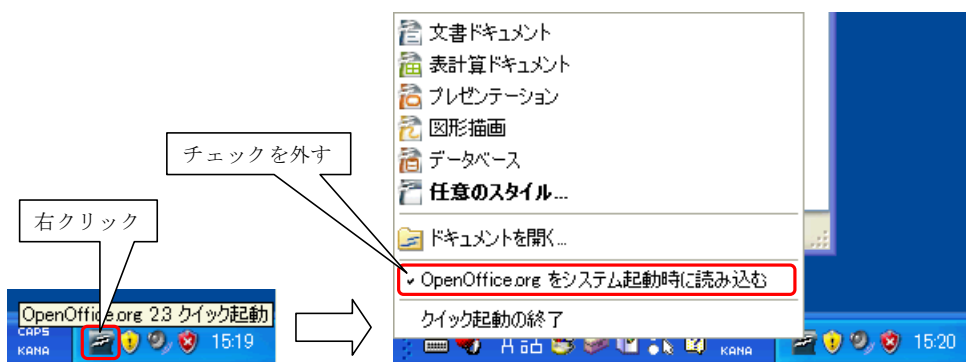 文書ドキュメント
表計算ドキュメント
プレゼンテーション
図形描画
データベース
任意のスタイル...
ドキュメントを開く...
チェックを外す
OpenOffice.org をシステム起動時に読み込む
クイック起動の終了
右クリック
OpenOffice.org 2.3 クイック起動
CAPS
KANA
15:19
KANA
15:20